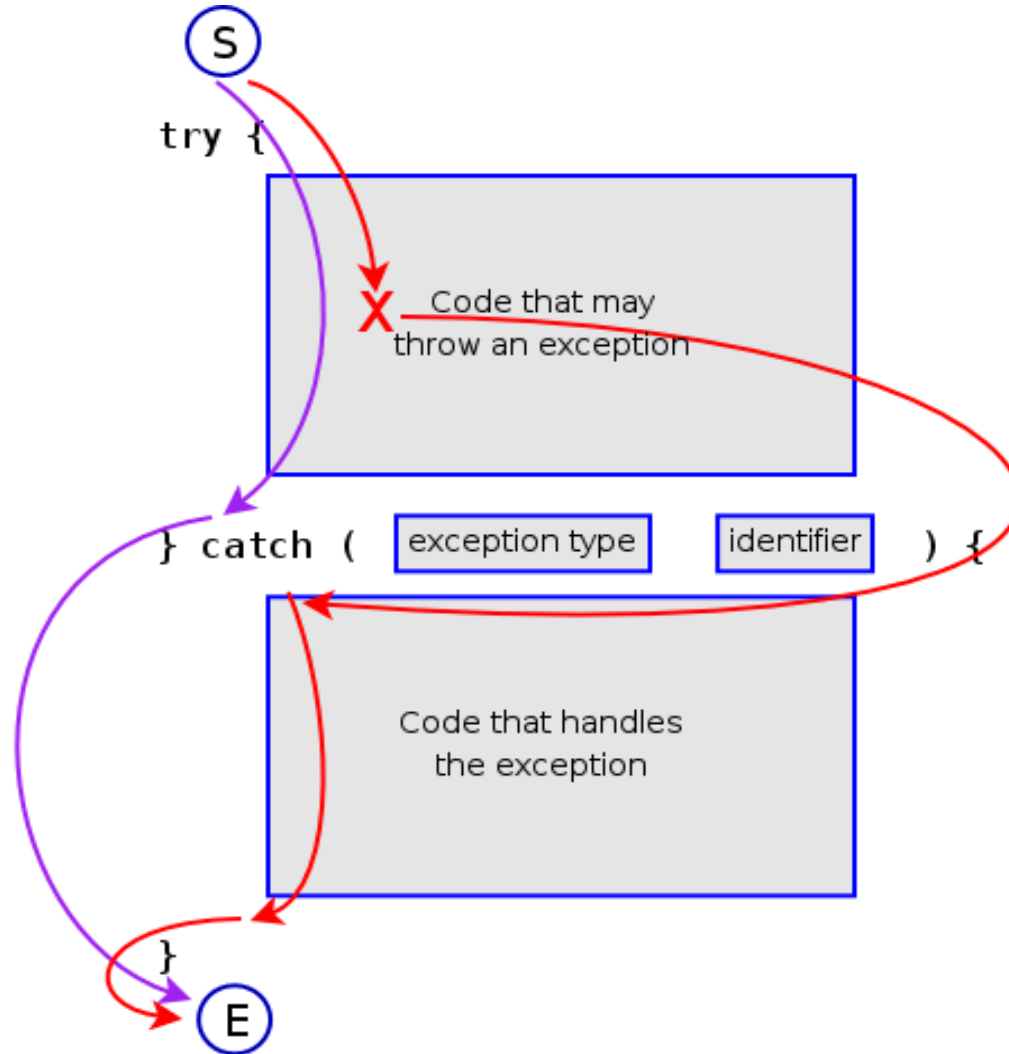 S
try {
X
Code that may
throw an exception
} catch ( exception type identifier ) {
Code that handles
the exception
}
E